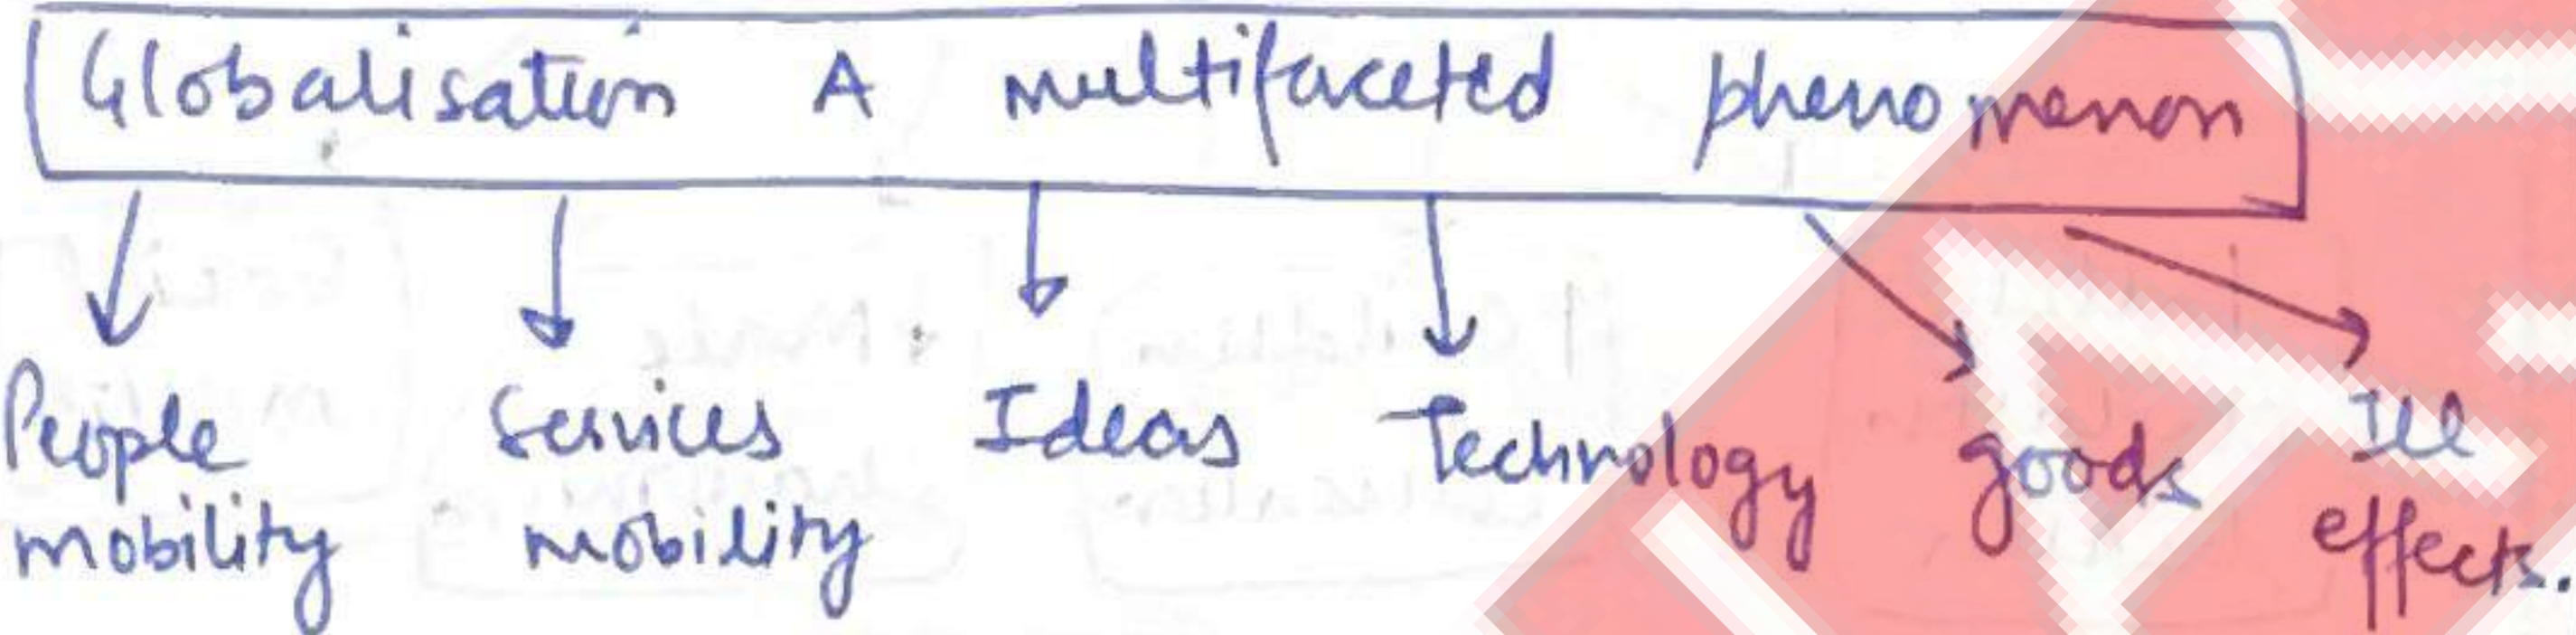 Globalisation A multifaceted phenomenon
People Services Ideas Technology goods Ill
mobility mobility effects.